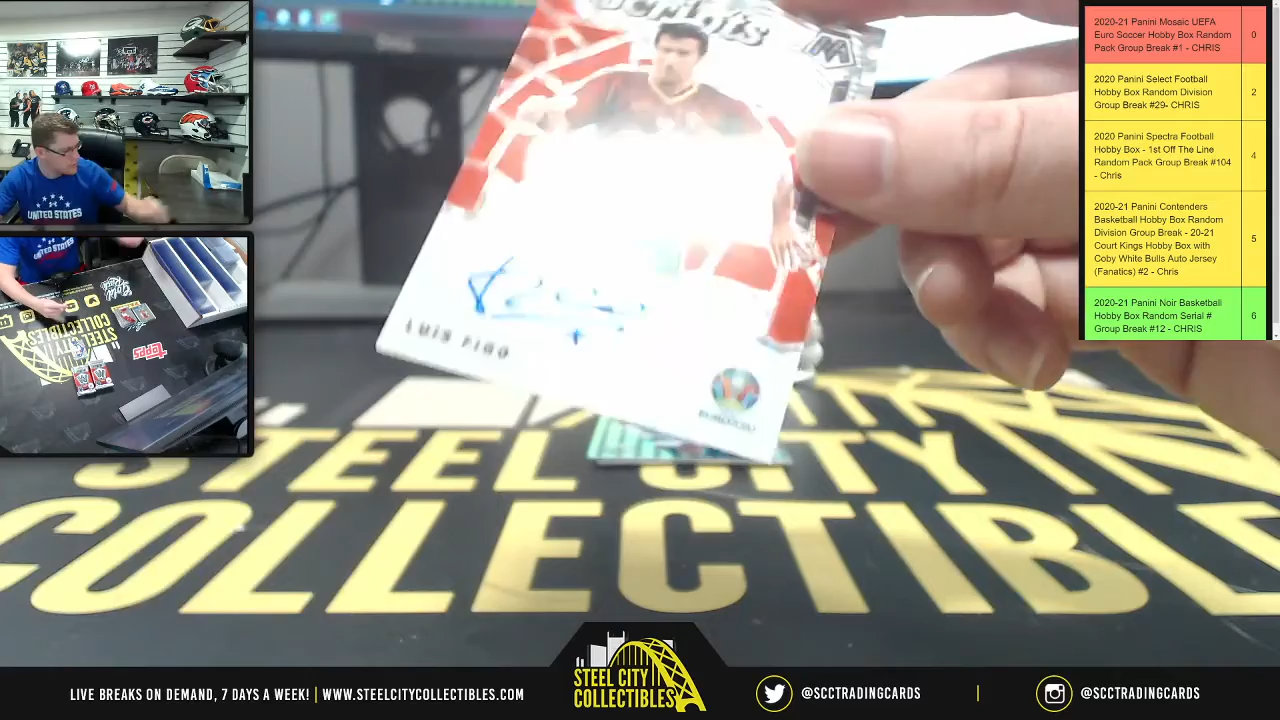 Scripts
LUIS FIGO
2020-21 Panini Mosaic UEFA
Euro Soccer Hobby Box Random
Pack Group Break #1 - CHRIS
0
2020 Panini Select Football
Hobby Box Random Division
Group Break #29- CHRIS
2
2020 Panini Spectra Football
Hobby Box - 1st Off The Line
Random Pack Group Break #104
- Chris
4
2020-21 Panini Contenders
Basketball Hobby Box Random
Division Group Break - 20-21
Court Kings Hobby Box with
Coby White Bulls Auto Jersey
(Fanatics) #2 - Chris
5
2020-21 Panini Noir Basketball
Hobby Box Random Serial #
Group Break #12 - CHRIS
6
UNITED STATES
Topps
STEEL CITY
COLLECTIBLE
LIVE BREAKS ON DEMAND, 7 DAYS A WEEK! | WWW.STEELCITYCOLLECTIBLES.COM
STEEL CITY
COLLECTIBLES
@SCCTRADINGCARDS | @SCCTRADINGCARDS